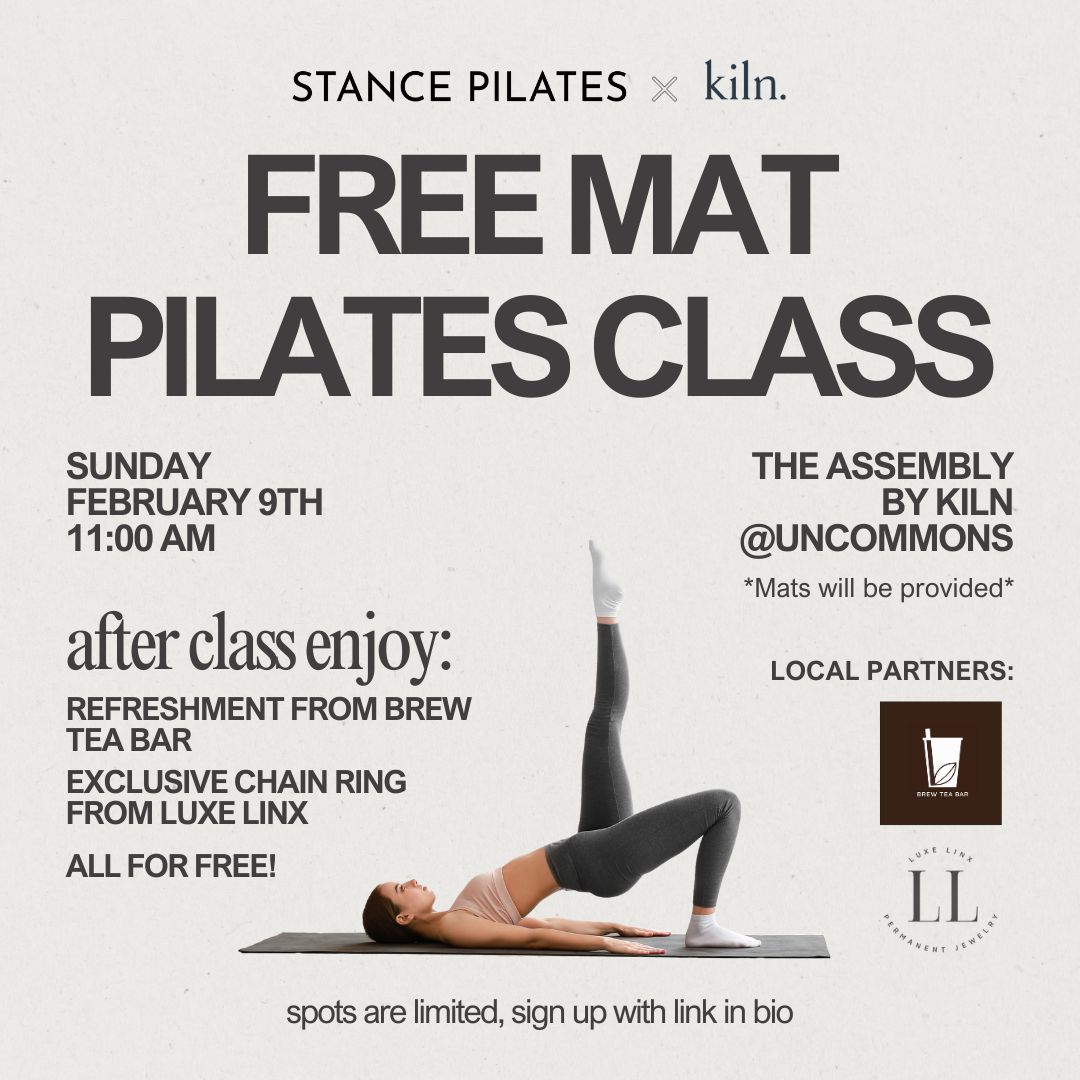 STANCE PILATES × kiln.
FREE MAT
PILATES CLASS
SUNDAY
FEBRUARY 9TH
11:00 AM
THE ASSEMBLY
BY KILN
@UNCOMMONS
*Mats will be provided*
after class enjoy:
REFRESHMENT FROM BREW
TEA BAR
EXCLUSIVE CHAIN RING
FROM LUXE LINX
ALL FOR FREE!
LOCAL PARTNERS:
BREW TEA BAR
LUXE LINX
LL
PERMANENT JEWELRY
spots are limited, sign up with link in bio